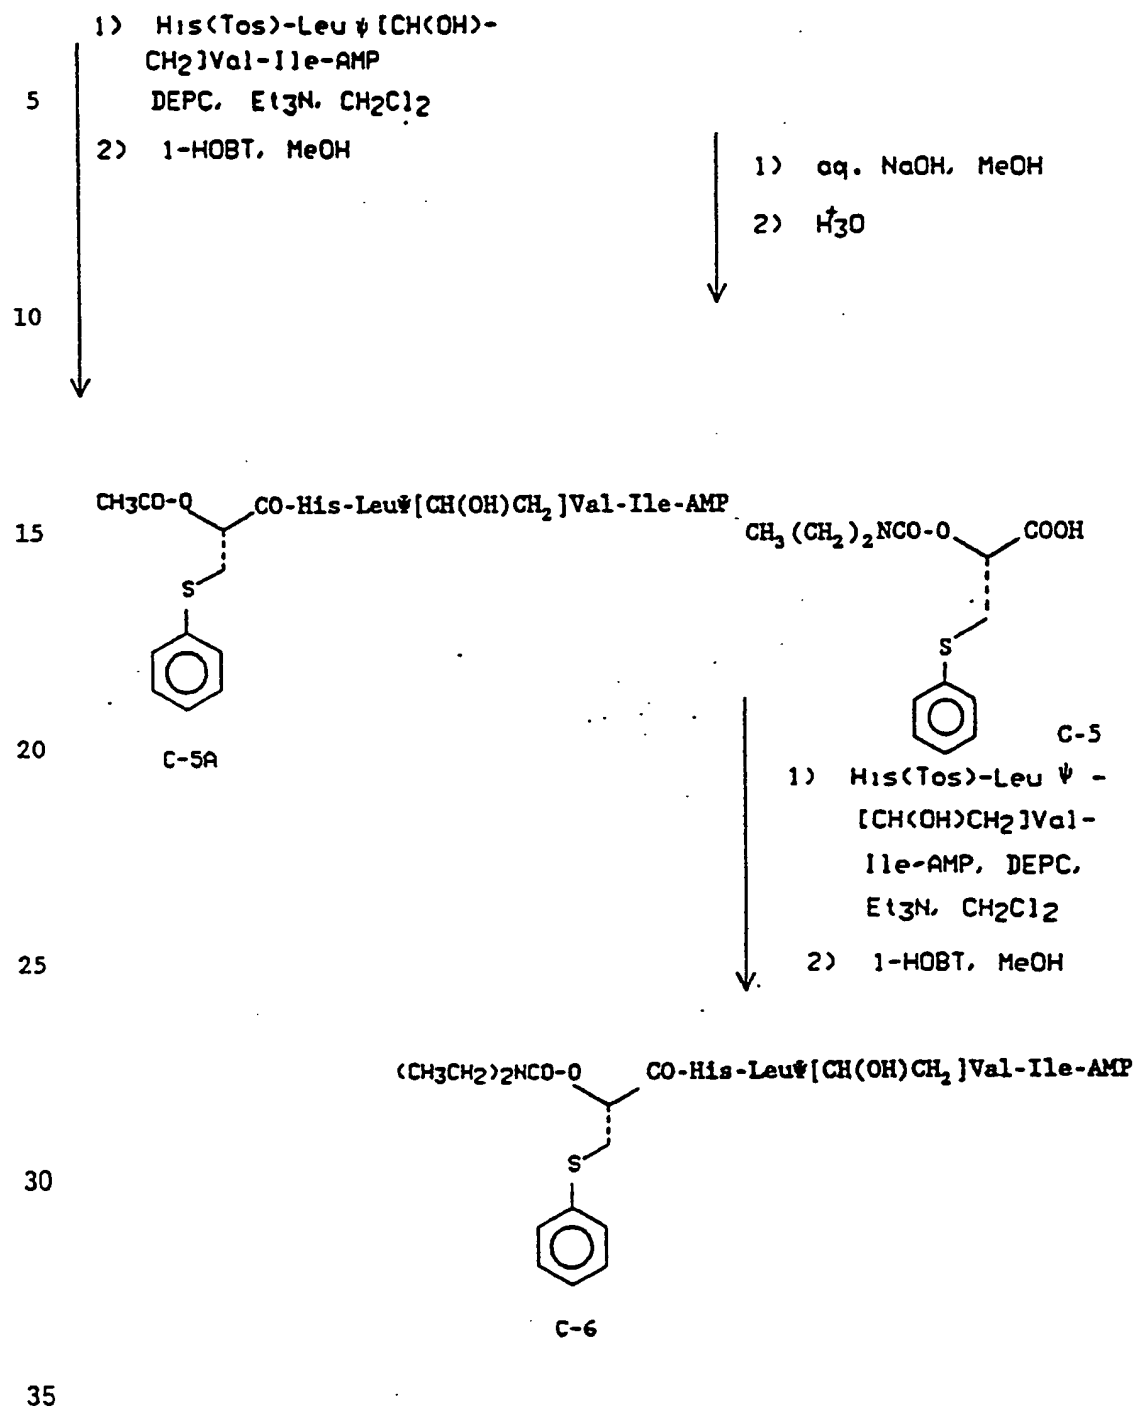 1) His(Tos)-Leu ψ [CH(OH)-
CH2]Val-Ile-AMP
5 DEPC, Et3N, CH2Cl2
2) 1-HOBT, MeOH
1) aq. NaOH, MeOH
2) H3+O
10
CH3CO-O CO-His-LeuΨ[CH(OH)CH2]Val-Ile-AMP
15
CH3(CH2)2NCO-O COOH
S
S
20
C-5A
C-5
1) His(Tos)-Leu ψ -
[CH(OH)CH2]Val-
Ile-AMP, DEPC,
Et3N, CH2Cl2
25
2) 1-HOBT, MeOH
(CH3CH2)2NCO-O CO-His-LeuΨ[CH(OH)CH2]Val-Ile-AMP
30
S
C-6
35